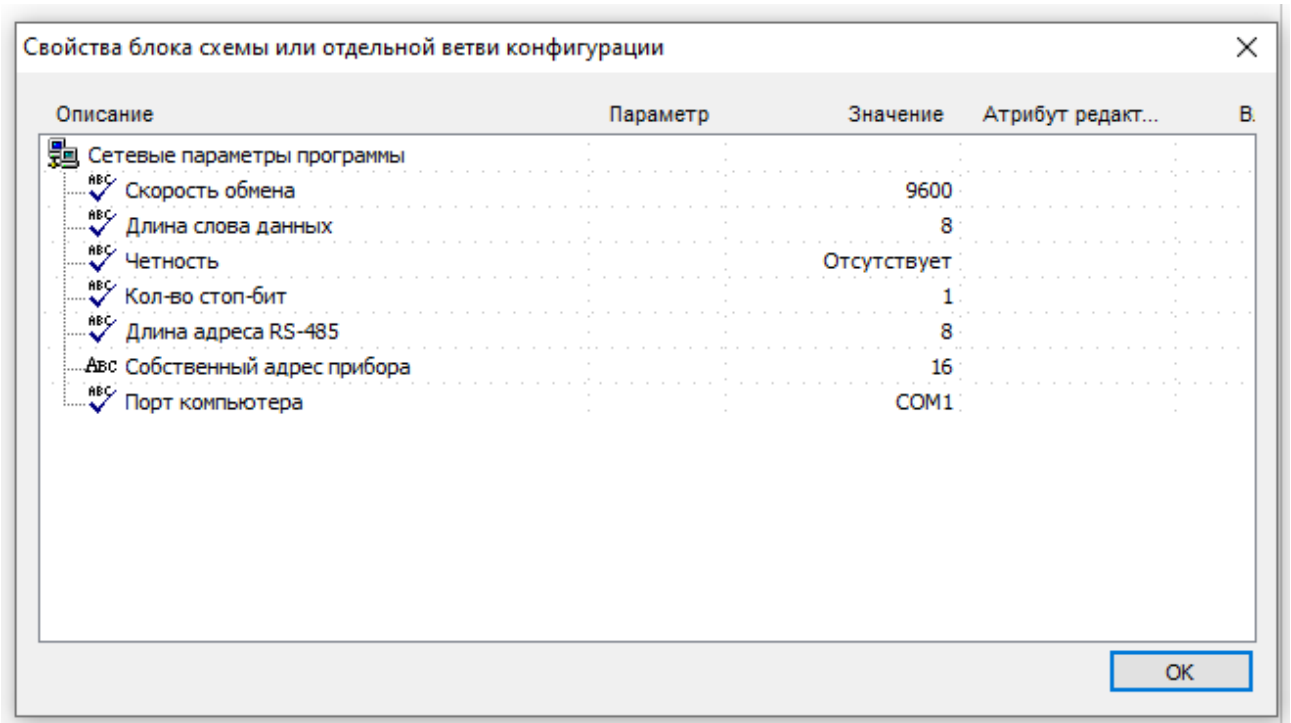 Свойства блока схемы или отдельной ветви конфигурации
Описание Параметр Значение Атрибут редакт... В.
Сетевые параметры программы
Скорость обмена 9600
Длина слова данных 8
Четность Отсутствует
Кол-во стоп-бит 1
Длина адреса RS-485 8
Собственный адрес прибора 16
Порт компьютера COM1
OK